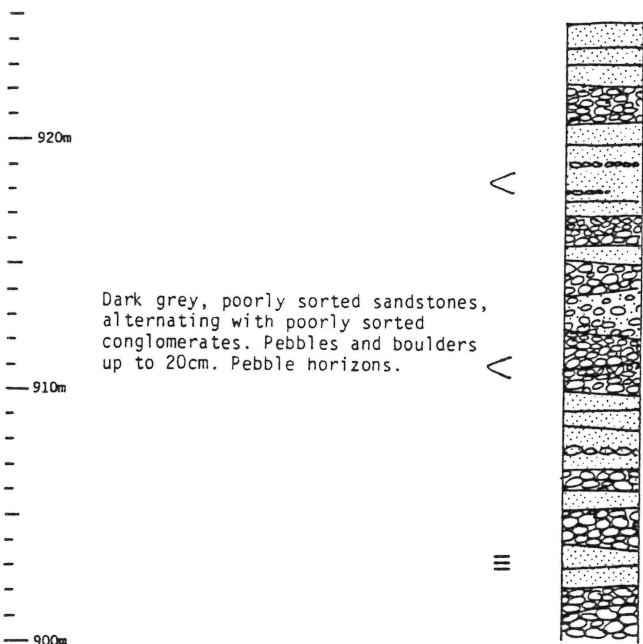 920m
Dark grey, poorly sorted sandstones,
alternating with poorly sorted
conglomerates. Pebbles and boulders
up to 20cm. Pebble horizons.
910m
900m